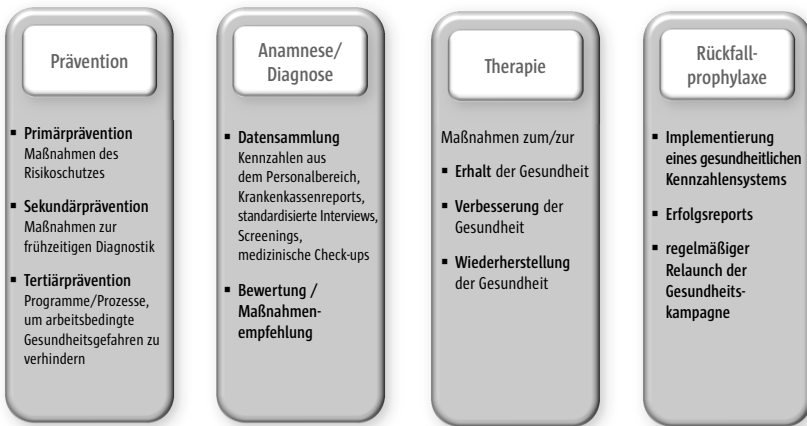 Prävention
▪ Primärprävention
Maßnahmen des
Risikoschutzes
▪ Sekundärprävention
Maßnahmen zur
frühzeitigen Diagnostik
▪ Tertiärprävention
Programme/Prozesse,
um arbeitsbedingte
Gesundheitsgefahren zu
verhindern
Anamnese/
Diagnose
▪ Datensammlung
Kennzahlen aus
dem Personalbereich,
Krankenkassenreports,
standardisierte Interviews,
Screenings,
medizinische Check-ups
▪ Bewertung /
Maßnahmen-
empfehlung
Therapie
Maßnahmen zum/zur
▪ Erhalt der Gesundheit
▪ Verbesserung der
Gesundheit
▪ Wiederherstellung
der Gesundheit
Rückfall-
prophylaxe
▪ Implementierung
eines gesundheitlichen
Kennzahlensystems
▪ Erfolgsreports
▪ regelmäßiger
Relaunch der
Gesundheits-
kampagne